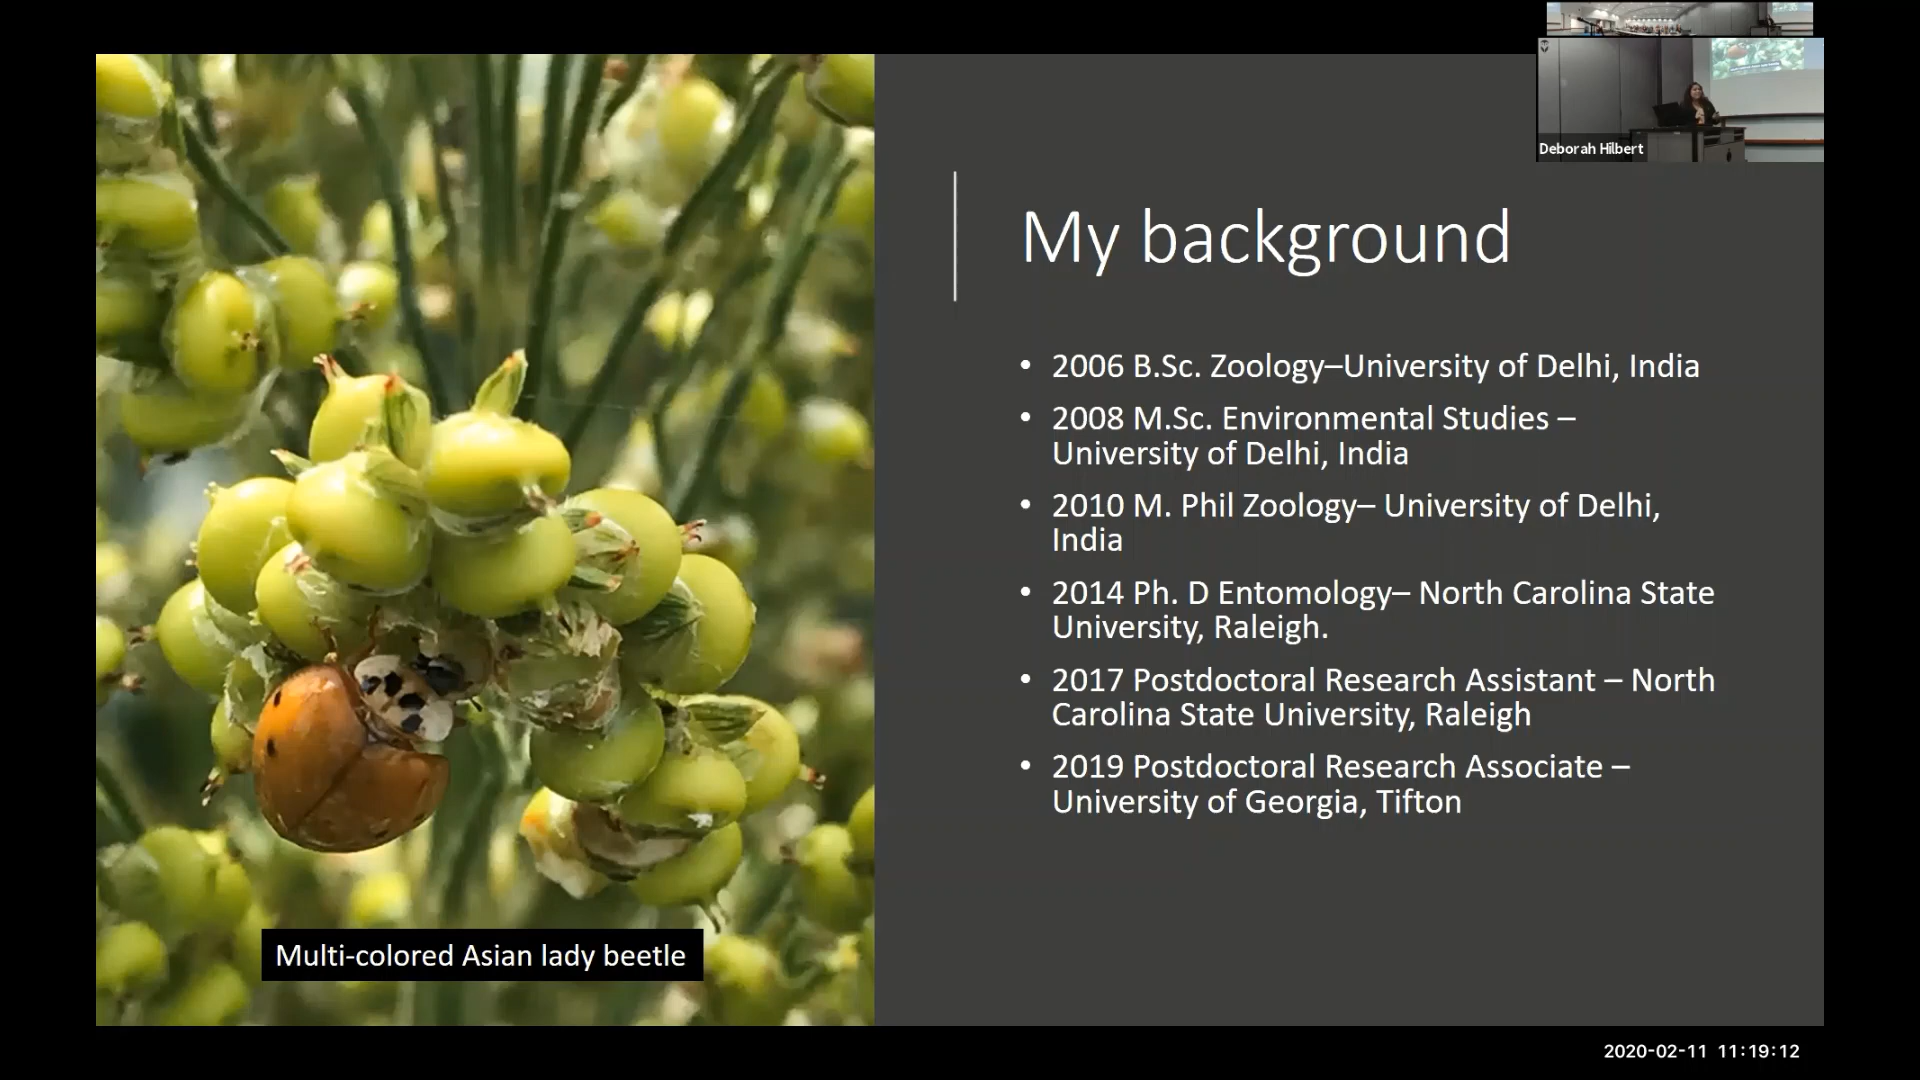 Deborah Hilbert
My background
• 2006 B.Sc. Zoology–University of Delhi, India
• 2008 M.Sc. Environmental Studies –
University of Delhi, India
• 2010 M. Phil Zoology– University of Delhi,
India
• 2014 Ph. D Entomology– North Carolina State
University, Raleigh.
• 2017 Postdoctoral Research Assistant – North
Carolina State University, Raleigh
• 2019 Postdoctoral Research Associate –
University of Georgia, Tifton
Multi-colored Asian lady beetle
2020-02-11 11:19:12